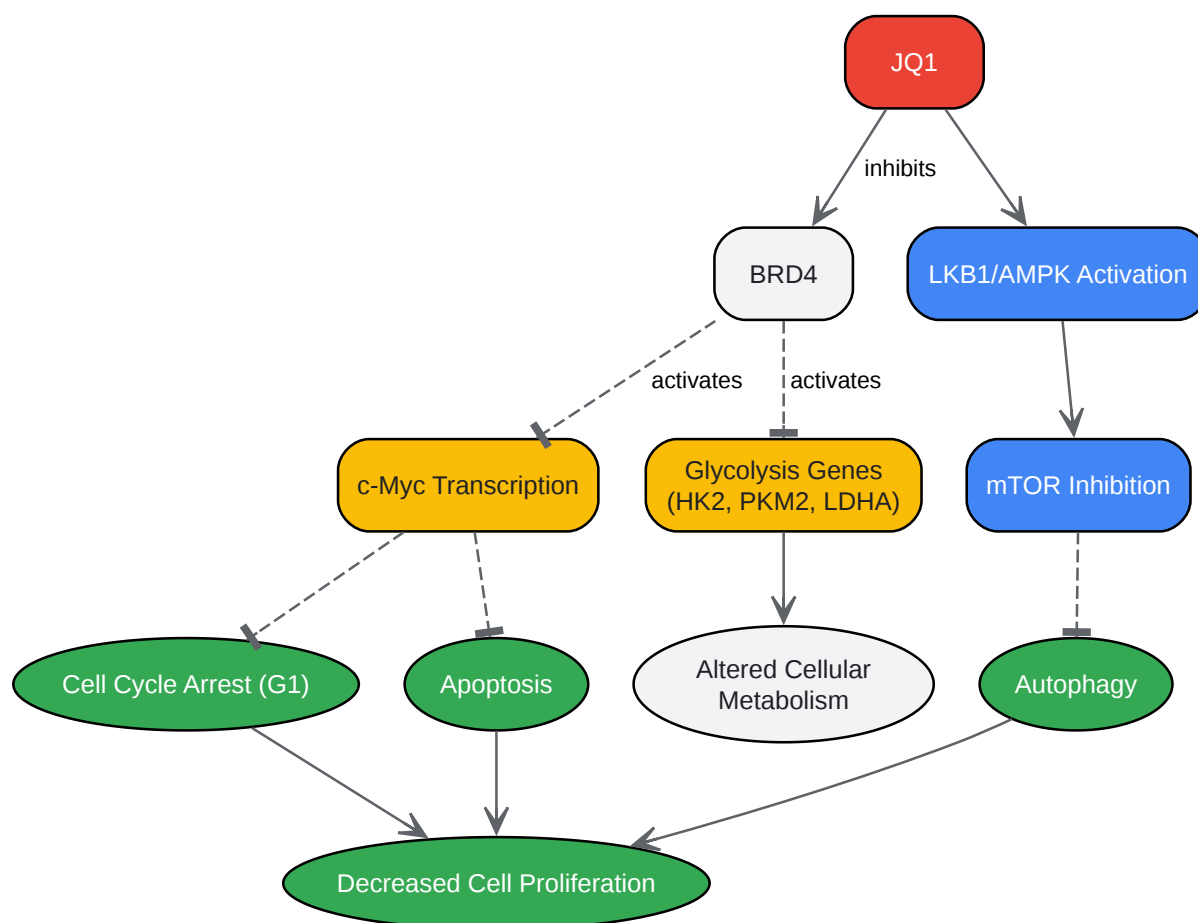 JQ1
inhibits
BRD4
LKB1/AMPK Activation
activates
activates
c-Myc Transcription
Glycolysis Genes
(HK2, PKM2, LDHA)
mTOR Inhibition
Cell Cycle Arrest (G1)
Apoptosis
Altered Cellular
Metabolism
Autophagy
Decreased Cell Proliferation